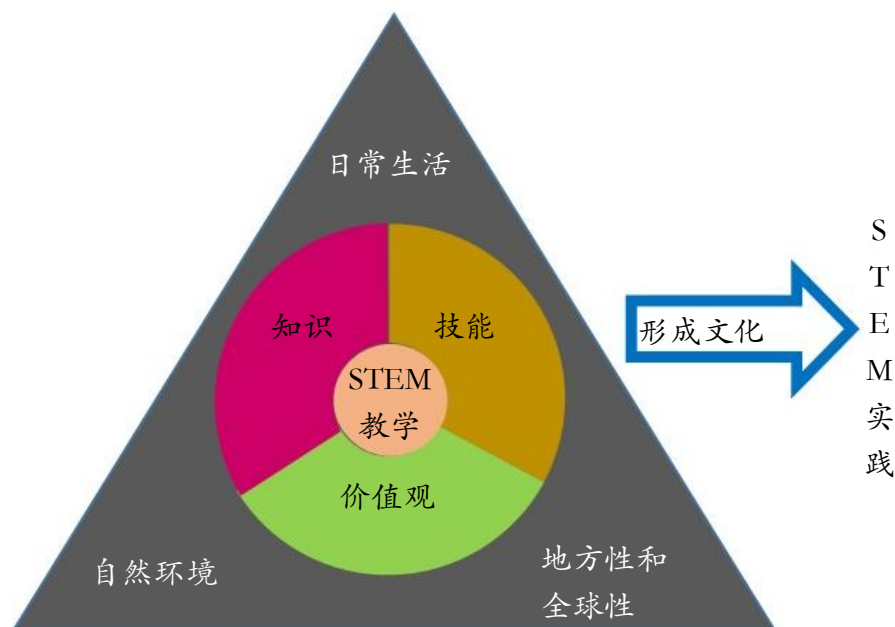 日常生活
知识
技能
STEM
教学
价值观
自然环境
地方性和
全球性
形成文化
S
T
E
M
实
践